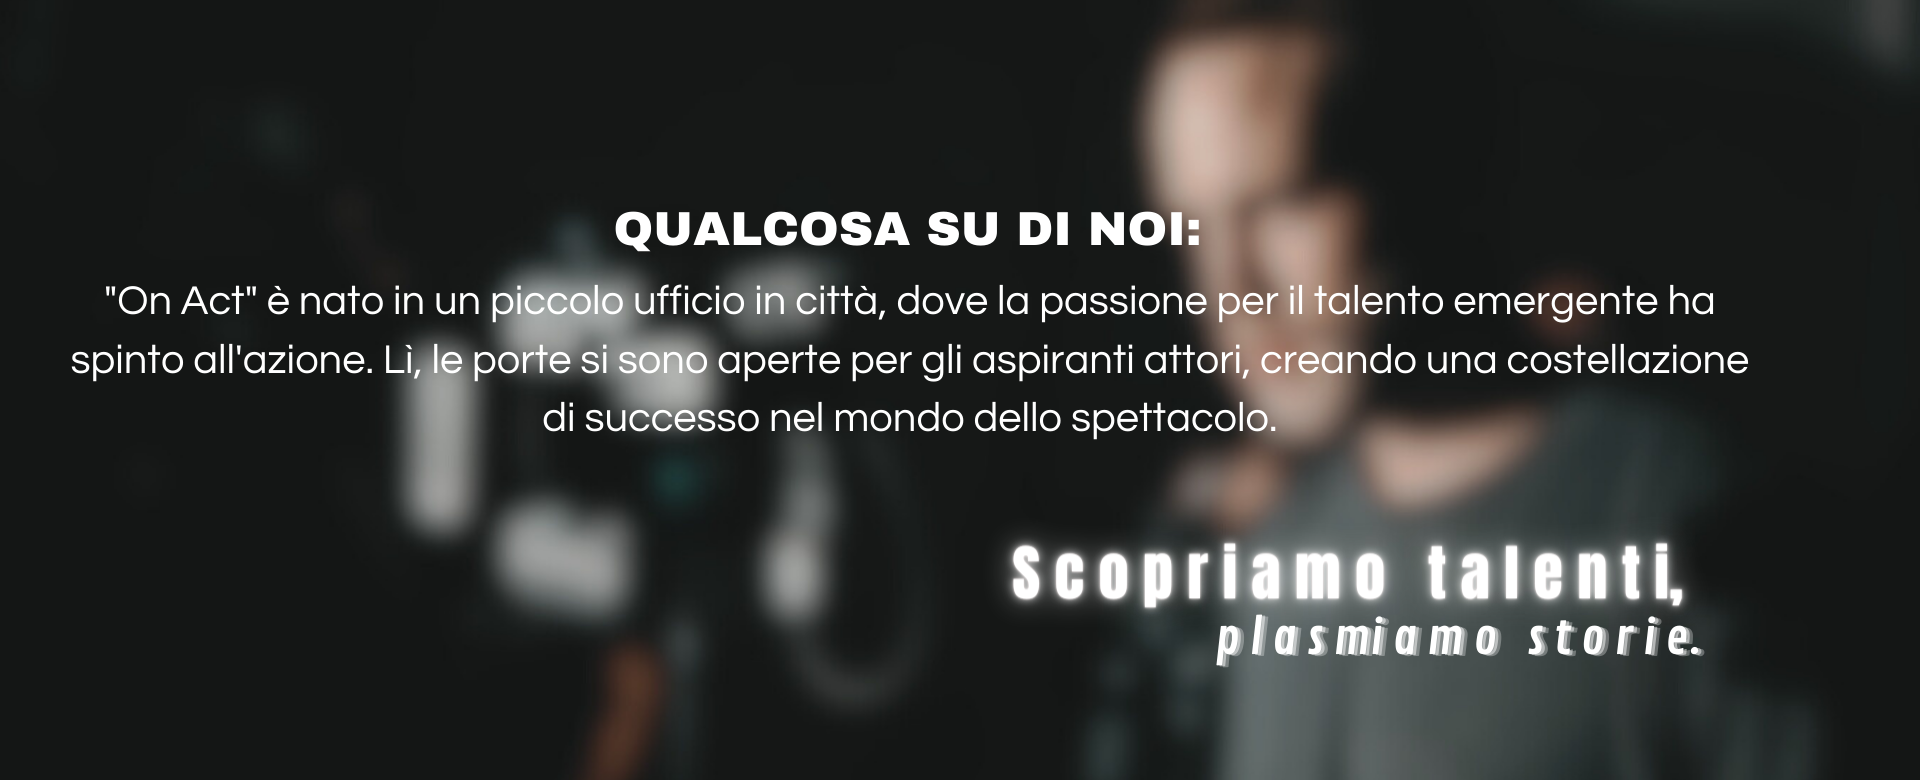 QUALCOSA SU DI NOI:
"On Act" è nato in un piccolo ufficio in città, dove la passione per il talento emergente ha
spinto all'azione. Lì, le porte si sono aperte per gli aspiranti attori, creando una costellazione
di successo nel mondo dello spettacolo.
Scopriamo talenti,
plasmiamo storie.